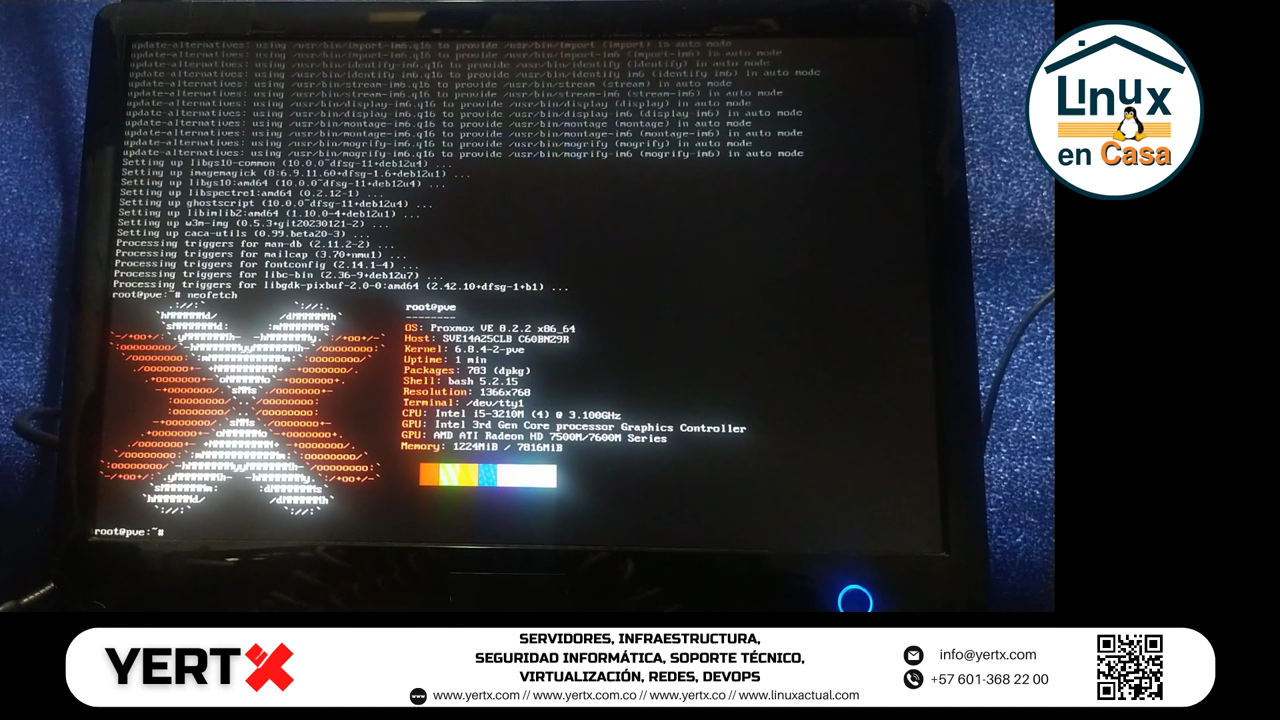 update-alternatives: using /usr/bin/import-im6.q16 to provide /usr/bin/import (import) in auto mode
update-alternatives: using /usr/bin/import-im6.q16 to provide /usr/bin/import-im6 (import-im6) in auto mode
update-alternatives: using /usr/bin/identify-im6.q16 to provide /usr/bin/identify (identify) in auto mode
update-alternatives: using /usr/bin/identify-im6.q16 to provide /usr/bin/identify-im6 (identify-im6) in auto mode
update-alternatives: using /usr/bin/stream-im6.q16 to provide /usr/bin/stream (stream) in auto mode
update-alternatives: using /usr/bin/stream-im6.q16 to provide /usr/bin/stream-im6 (stream-im6) in auto mode
update-alternatives: using /usr/bin/display-im6.q16 to provide /usr/bin/display (display) in auto mode
update-alternatives: using /usr/bin/display-im6.q16 to provide /usr/bin/display-im6 (display-im6) in auto mode
update-alternatives: using /usr/bin/montage-im6.q16 to provide /usr/bin/montage (montage) in auto mode
update-alternatives: using /usr/bin/montage-im6.q16 to provide /usr/bin/montage-im6 (montage-im6) in auto mode
update-alternatives: using /usr/bin/mogrify-im6.q16 to provide /usr/bin/mogrify (mogrify) in auto mode
update-alternatives: using /usr/bin/mogrify-im6.q16 to provide /usr/bin/mogrify-im6 (mogrify-im6) in auto mode
Setting up libgs10-common (10.0.0~dfsg-11+deb12u4) ...
Setting up imagemagick (8:6.9.11.60+dfsg-1.6+deb12u1) ...
Setting up libgs10:amd64 (10.0.0~dfsg-11+deb12u4) ...
Setting up libspectre1:amd64 (0.2.12-1) ...
Setting up ghostscript (10.0.0~dfsg-11+deb12u4) ...
Setting up libimlib2:amd64 (1.10.0-4+deb12u1) ...
Setting up w3m-img (0.5.3+git20230121-2) ...
Setting up caca-utils (0.99.beta20-3) ...
Processing triggers for man-db (2.11.2-2) ...
Processing triggers for mailcap (3.70+nmu1) ...
Processing triggers for fontconfig (2.14.1-4) ...
Processing triggers for libc-bin (2.36-9+deb12u7) ...
Processing triggers for libgdk-pixbuf-2.0-0:amd64 (2.42.10+dfsg-1+b1) ...
root@pve:~# neofetch
root@pve
--------
OS: Proxmox VE 8.2.2 x86_64
Host: SVE14A25CLB C60BM29R
Kernel: 6.8.4-2-pve
Uptime: 1 min
Packages: 783 (dpkg)
Shell: bash 5.2.15
Resolution: 1366x768
Terminal: /dev/tty1
CPU: Intel i5-3210M (4) @ 3.100GHz
GPU: Intel 3rd Gen Core processor Graphics Controller
GPU: AMD ATI Radeon HD 7500M/7600M Series
Memory: 1224MiB / 7816MiB
root@pve:~#
Linux
en Casa
YERTX
SERVIDORES, INFRAESTRUCTURA,
SEGURIDAD INFORMÁTICA, SOPORTE TÉCNICO,
VIRTUALIZACIÓN, REDES, DEVOPS
www.yertx.com // www.yertx.com.co // www.yertx.co // www.linuxactual.com
info@yertx.com
+57 601-368 22 00